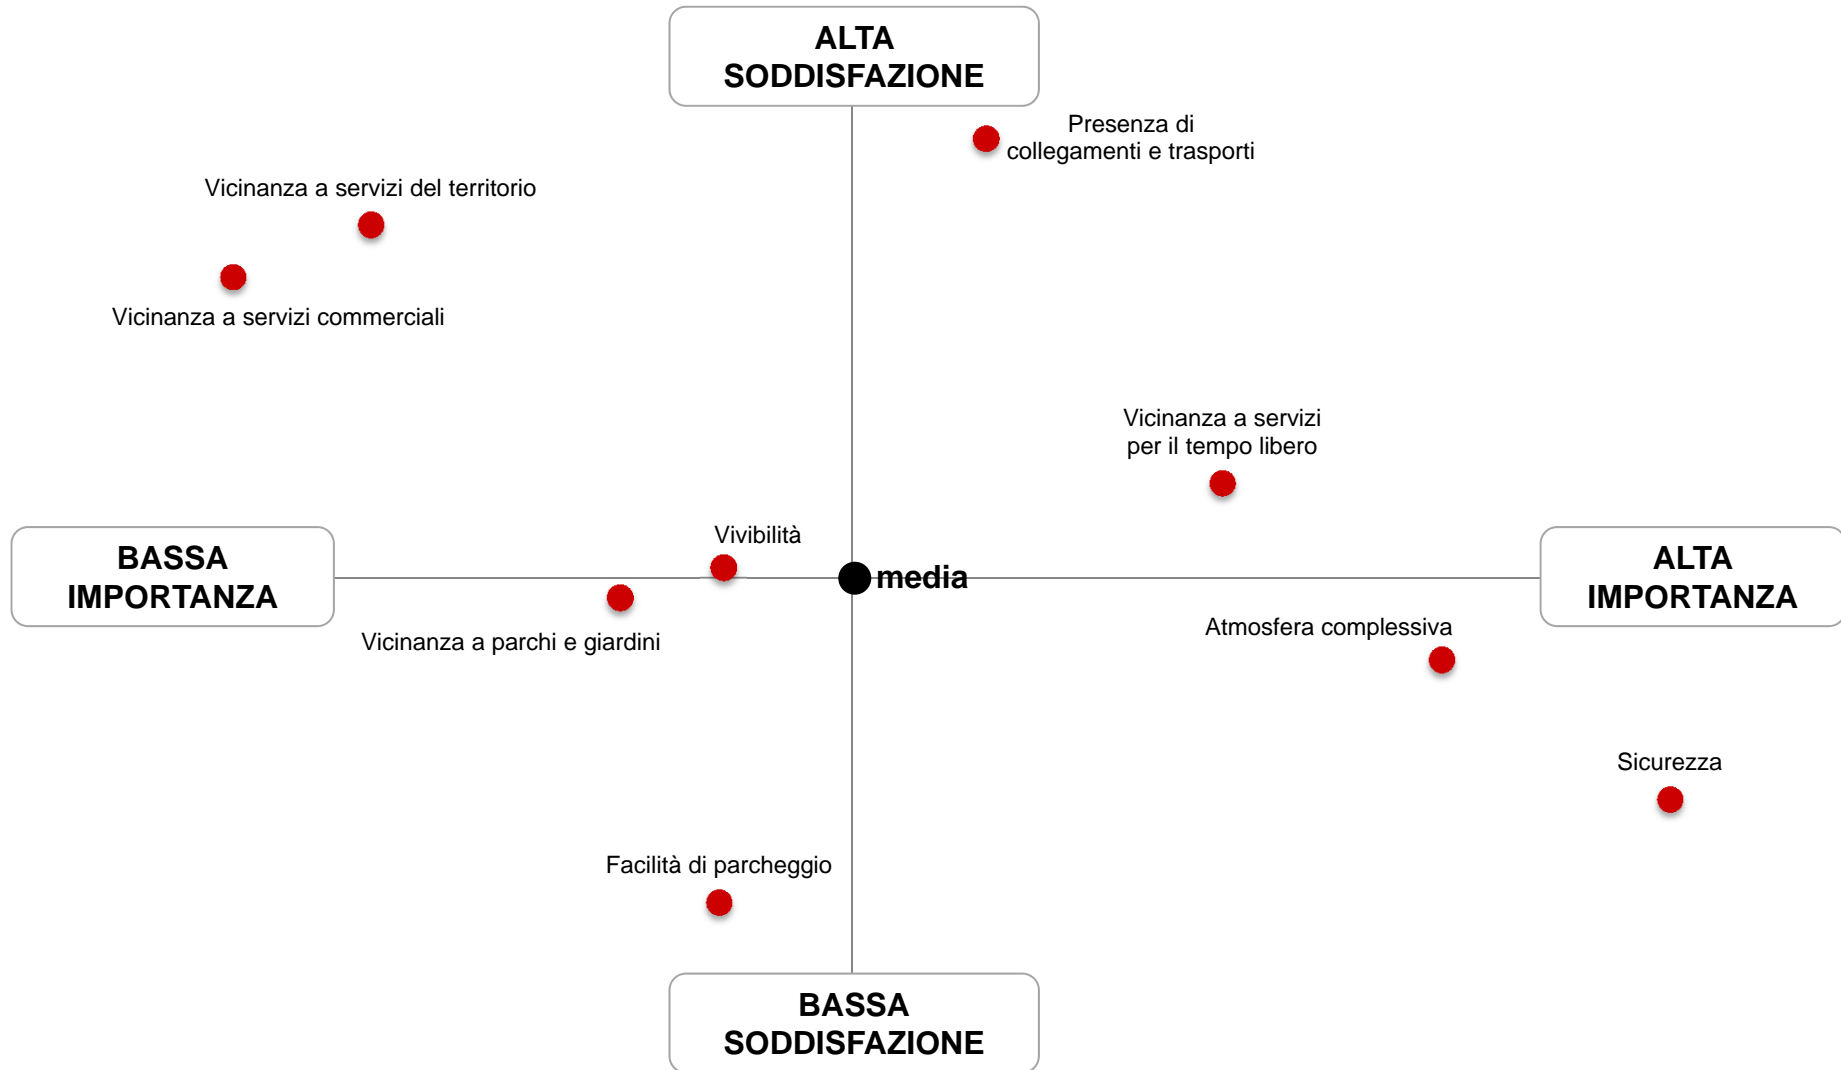 ALTA
SODDISFAZIONE
Presenza di
collegamenti e trasporti
Vicinanza a servizi del territorio
Vicinanza a servizi commerciali
Vicinanza a servizi
per il tempo libero
Vivibilità
BASSA
IMPORTANZA
media
ALTA
IMPORTANZA
Atmosfera complessiva
Vicinanza a parchi e giardini
Sicurezza
Facilità di parcheggio
BASSA
SODDISFAZIONE